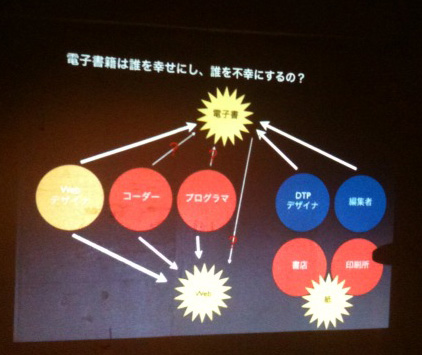 電子書籍は誰を幸せにし、誰を不幸にするの？
電子書
Web
デザイナ
コーダー
プログラマ
DTP
デザイナ
編集者
書店
印刷所
Web
紙